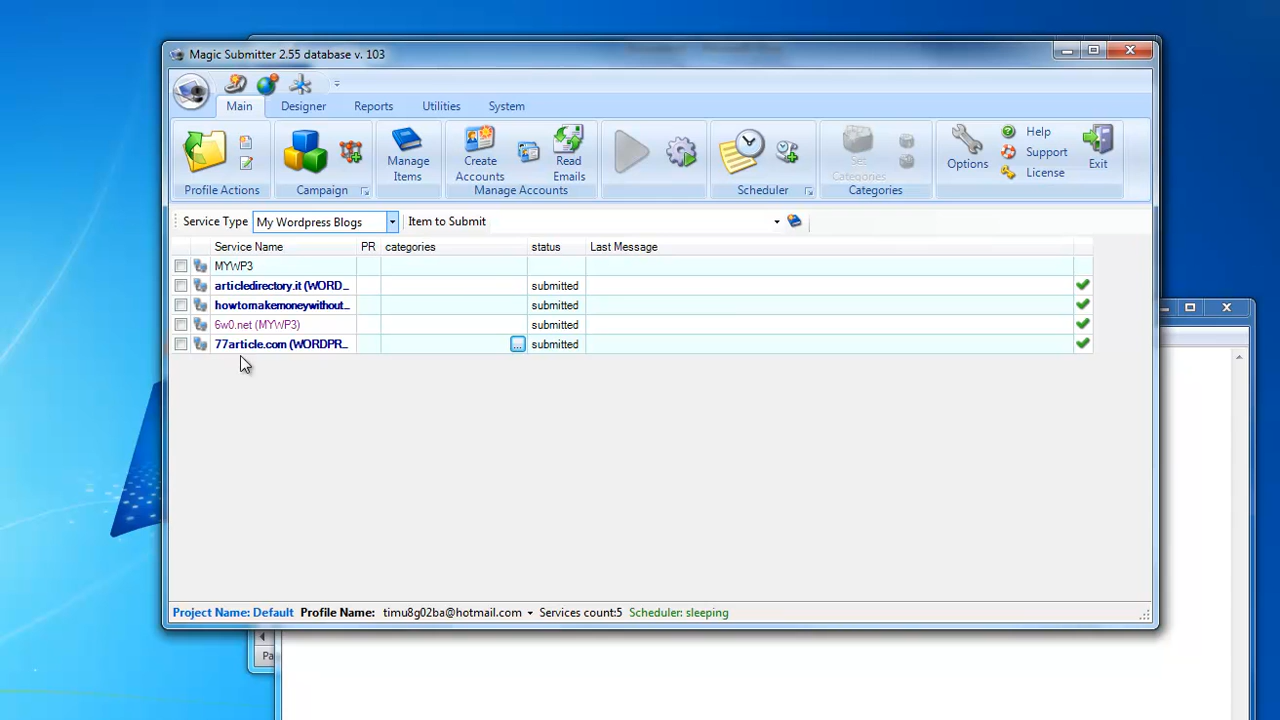 Magic Submitter 2.55 database v. 103
Main Designer Reports Utilities System
Profile Actions
Campaign
Manage Items
Create Accounts
Read Emails
Manage Accounts
Scheduler
Set Categories
Categories
Options
Help
Support
License
Exit
Service Type My Wordpress Blogs Item to Submit
Service Name PR categories status Last Message
MYWP3
articledirectory.it (WORD... submitted
howtomakemoneywithout... submitted
6w0.net (MYWP3) submitted
77article.com (WORDPR... ... submitted
Project Name: Default Profile Name: timu8g02ba@hotmail.com Services count:5 Scheduler: sleeping
Pa